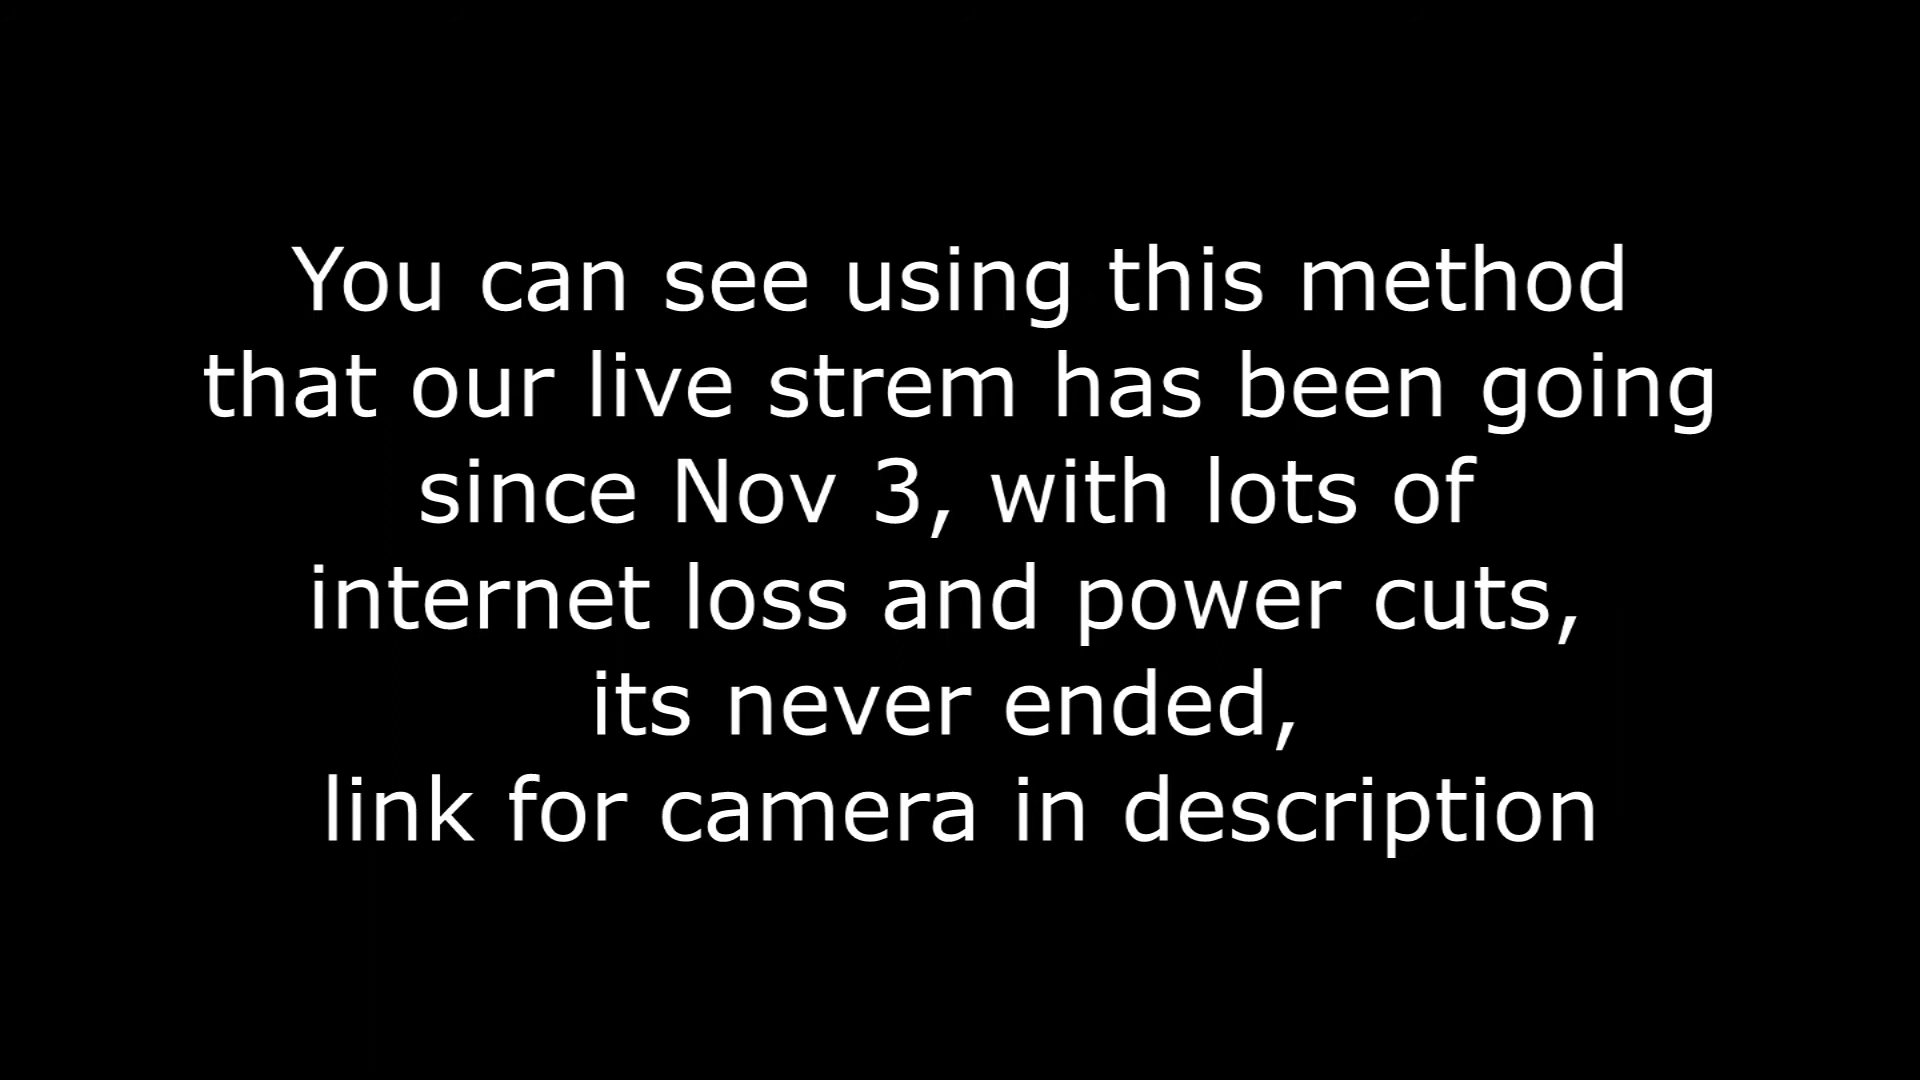 You can see using this method
that our live strem has been going
since Nov 3, with lots of
internet loss and power cuts,
its never ended,
link for camera in description